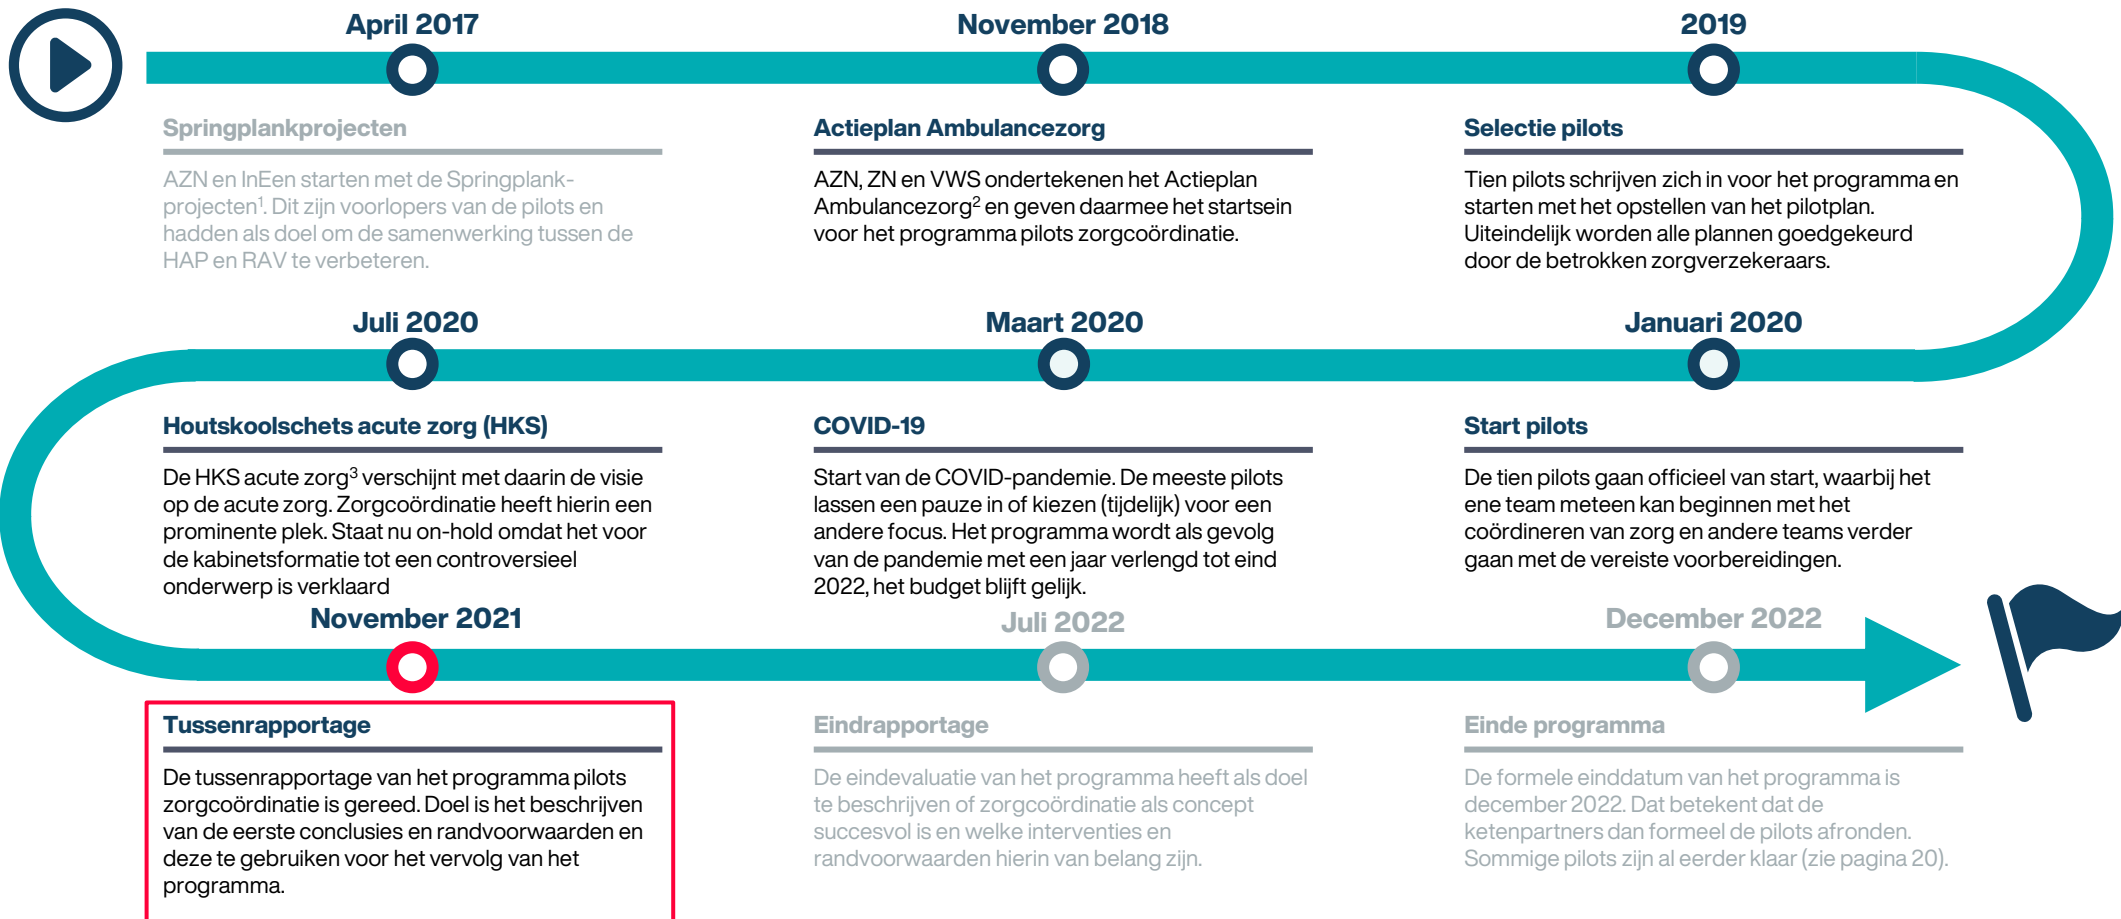 April 2017
November 2018
2019
Springplankprojecten
AZN en InEen starten met de Springplank-
projecten¹. Dit zijn voorlopers van de pilots en
hadden als doel om de samenwerking tussen de
HAP en RAV te verbeteren.
Actieplan Ambulancezorg
AZN, ZN en VWS ondertekenen het Actieplan
Ambulancezorg² en geven daarmee het startsein
voor het programma pilots zorgcoördinatie.
Selectie pilots
Tien pilots schrijven zich in voor het programma en
starten met het opstellen van het pilotplan.
Uiteindelijk worden alle plannen goedgekeurd
door de betrokken zorgverzekeraars.
Juli 2020
Maart 2020
Januari 2020
Houtskoolschets acute zorg (HKS)
De HKS acute zorg³ verschijnt met daarin de visie
op de acute zorg. Zorgcoördinatie heeft hierin een
prominente plek. Staat nu on-hold omdat het voor
de kabinetsformatie tot een controversieel
onderwerp is verklaard
COVID-19
Start van de COVID-pandemie. De meeste pilots
lassen een pauze in of kiezen (tijdelijk) voor een
andere focus. Het programma wordt als gevolg
van de pandemie met een jaar verlengd tot eind
2022, het budget blijft gelijk.
Start pilots
De tien pilots gaan officieel van start, waarbij het
ene team meteen kan beginnen met het
coördineren van zorg en andere teams verder
gaan met de vereiste voorbereidingen.
November 2021
Juli 2022
December 2022
Tussenrapportage
De tussenrapportage van het programma pilots
zorgcoördinatie is gereed. Doel is het beschrijven
van de eerste conclusies en randvoorwaarden en
deze te gebruiken voor het vervolg van het
programma.
Eindrapportage
De eindevaluatie van het programma heeft als doel
te beschrijven of zorgcoördinatie als concept
succesvol is en welke interventies en
randvoorwaarden hierin van belang zijn.
Einde programma
De formele einddatum van het programma is
december 2022. Dat betekent dat de
ketenpartners dan formeel de pilots afronden.
Sommige pilots zijn al eerder klaar (zie pagina 20).